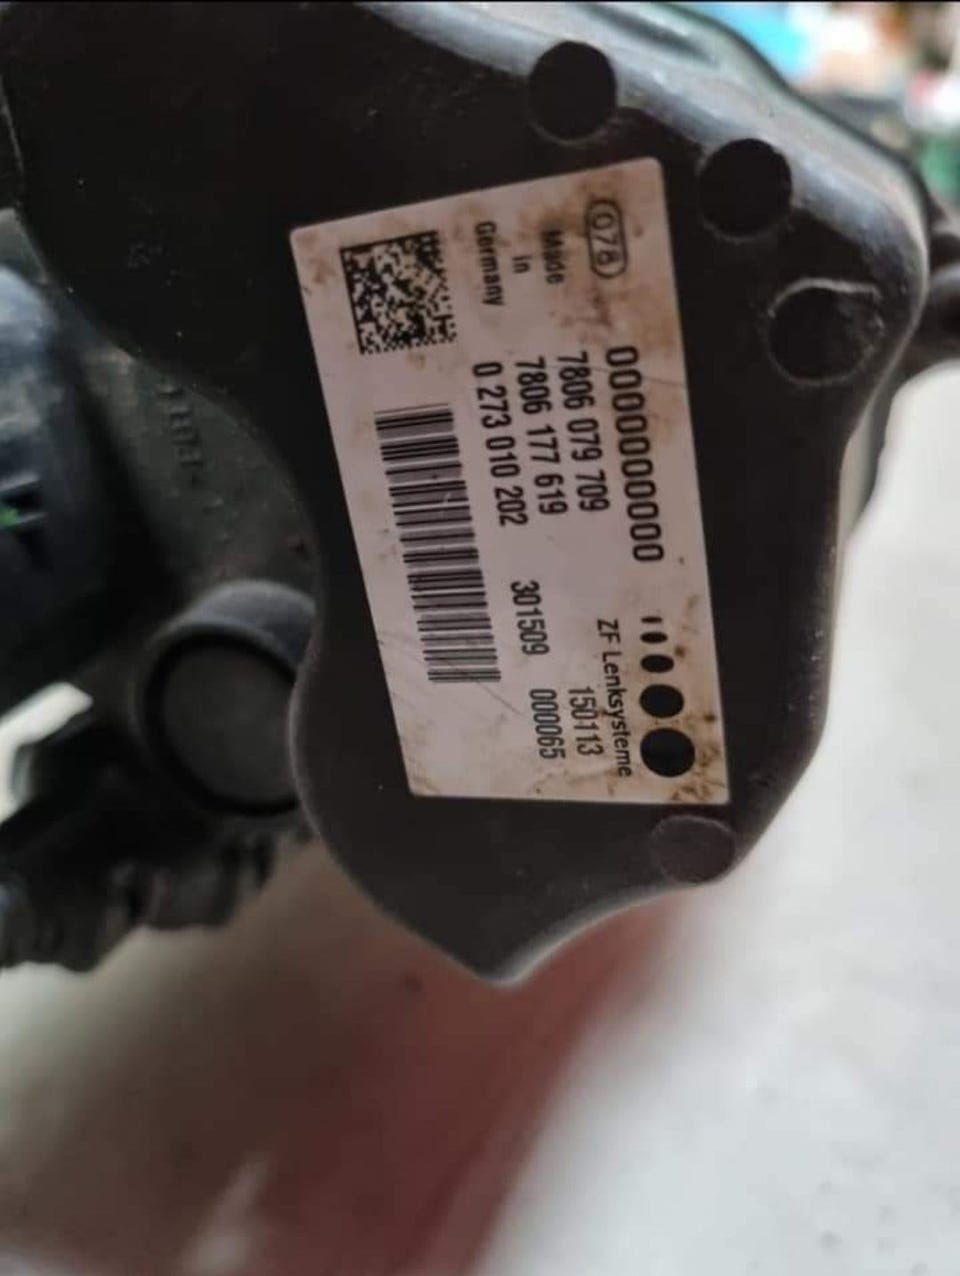 078
0000000000
ZF Lenksysteme
Made
in
Germany
7806 079 709
150113
7806 177 619
0 273 010 202
301509
000065